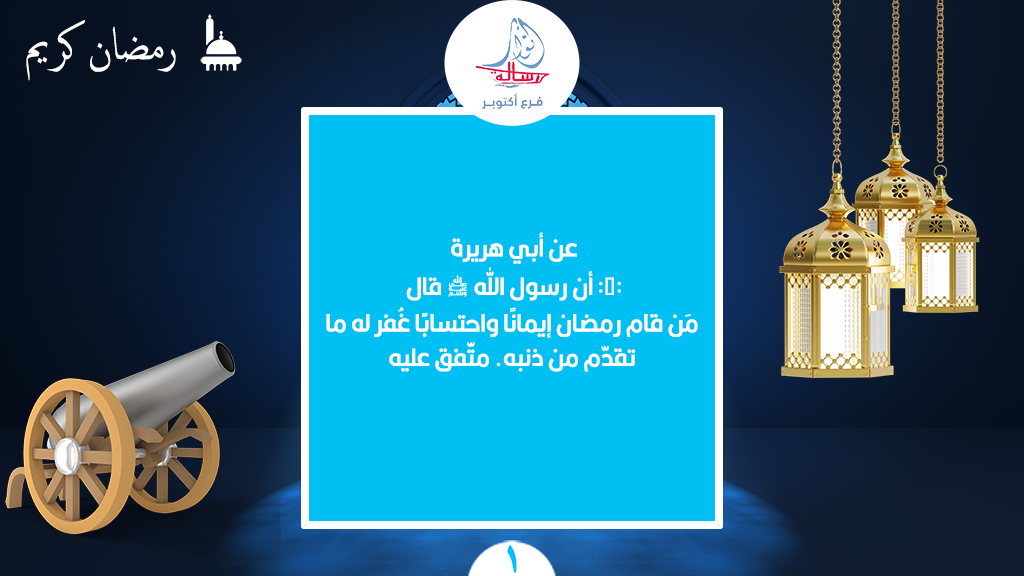 رمضان كريم
أنوار
رسالة
فرع أكتوبر
عن أبي هريرة
:▯: أن رسول الله ﷺ قال
مَن قام رمضان إيمانًا واحتسابًا غُفر له ما
تقدّم من ذنبه. متّفق عليه
١